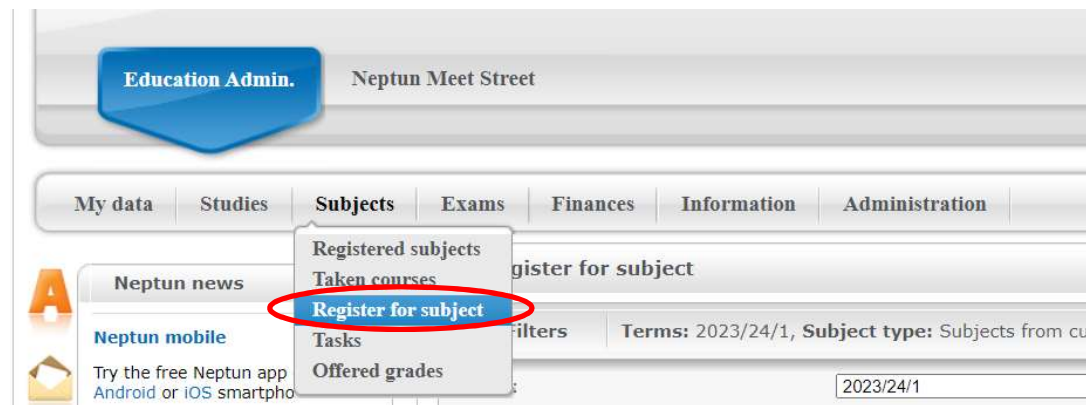 Education Admin. Neptun Meet Street
My data Studies Subjects Exams Finances Information Administration
Registered subjects
Taken courses
Register for subject
Tasks
Offered grades
Neptun news
Neptun mobile
Try the free Neptun app
Android or iOS
gister for subject
ilters Terms: 2023/24/1, Subject type: Subjects from cu
2023/24/1